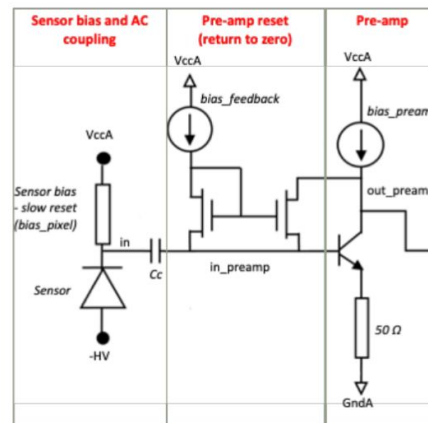 Sensor bias and AC
coupling
Pre-amp reset
(return to zero)
Pre-amp
VccA
bias_feedback
VccA
bias_pream
VccA
Sensor bias
- slow reset
(bias_pixel)
in
Cc
in_preamp
out_pream
Sensor
-HV
50 Ω
GndA